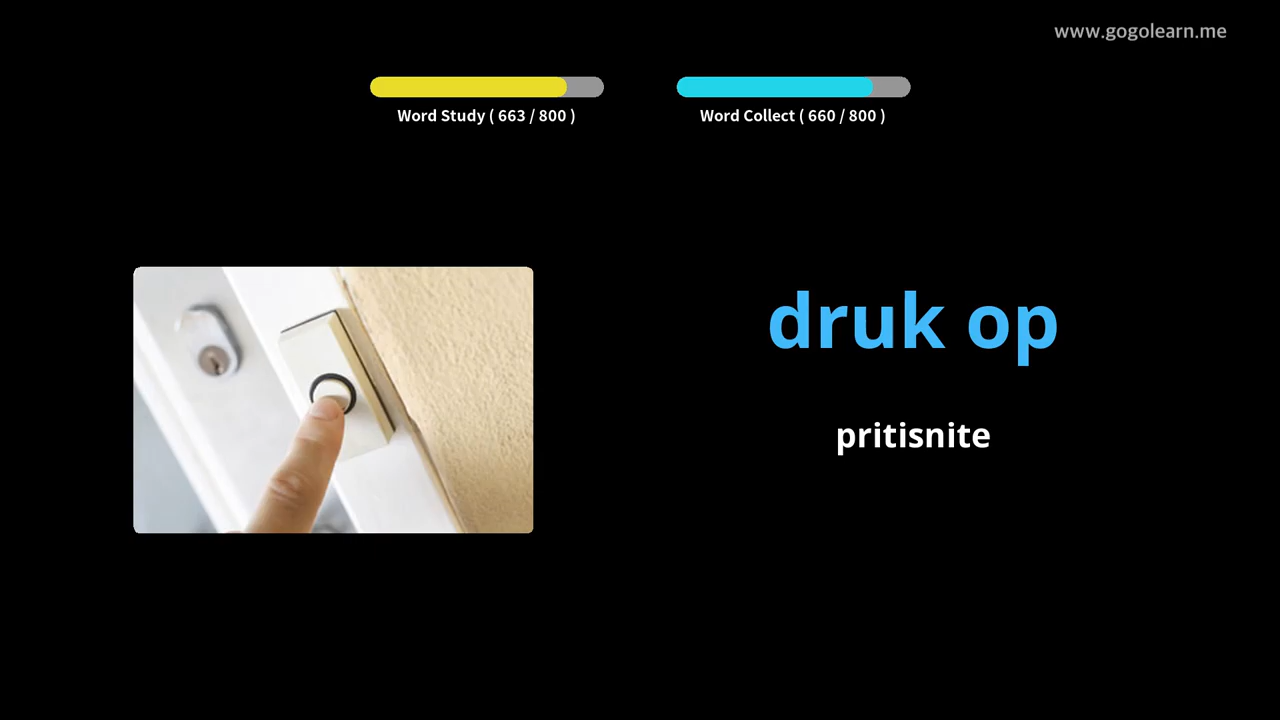 www.gogolearn.me
Word Study ( 663 / 800 )
Word Collect ( 660 / 800 )
druk op
pritisnite